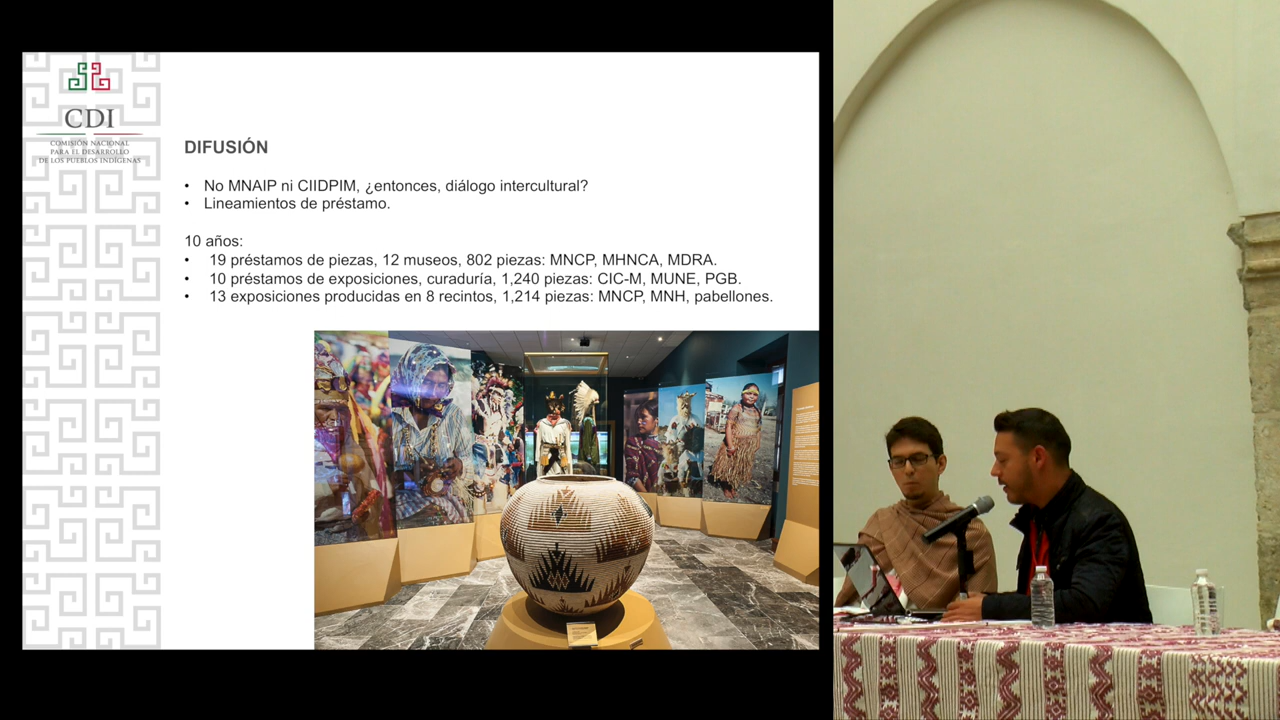 CDI
COMISIÓN NACIONAL
PARA EL DESARROLLO
DE LOS PUEBLOS INDÍGENAS
DIFUSIÓN
• No MNAIP ni CIIDPIM, ¿entonces, diálogo intercultural?
• Lineamientos de préstamo.
10 años:
• 19 préstamos de piezas, 12 museos, 802 piezas: MNCP, MHNCA, MDRA.
• 10 préstamos de exposiciones, curaduría, 1,240 piezas: CIC-M, MUNE, PGB.
• 13 exposiciones producidas en 8 recintos, 1,214 piezas: MNCP, MNH, pabellones.